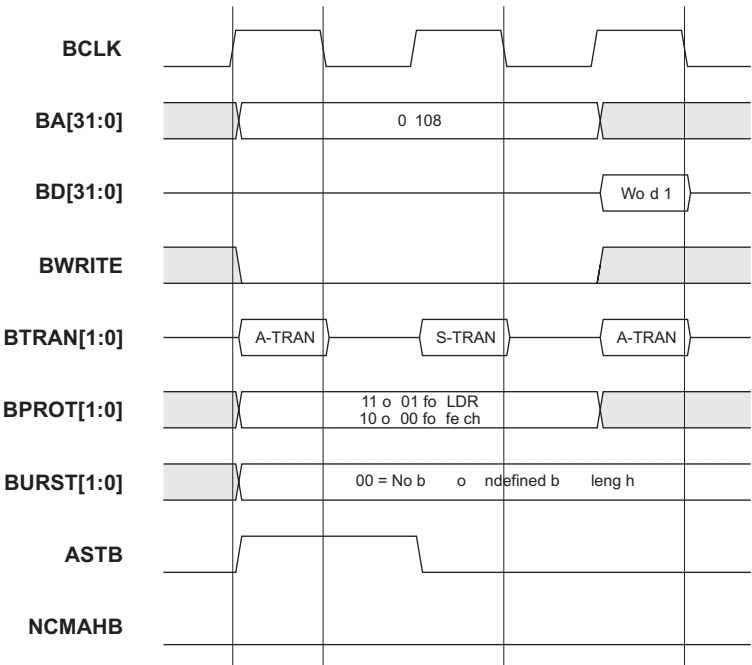 BCLK
BA[31:0]
0 108
BD[31:0]
Wo d 1
BWRITE
BTRAN[1:0]
A-TRAN
S-TRAN
A-TRAN
BPROT[1:0]
11 o 01 fo LDR
10 o 00 fo fe ch
BURST[1:0]
00 = No b o ndefined b leng h
ASTB
NCMAHB